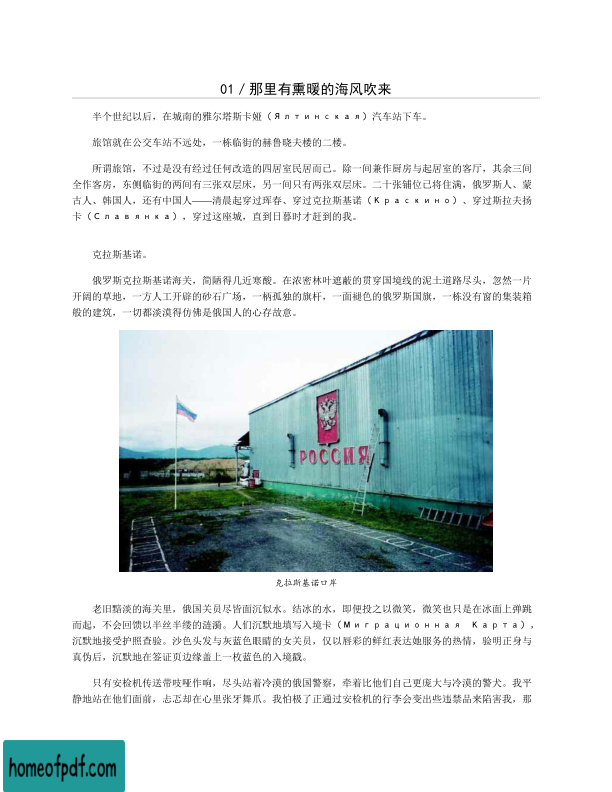 01 / 那里有熏暖的海风吹来
半个世纪以后，在城南的雅尔塔斯卡娅（Ялтинская）汽车站下车。
旅馆就在公交车站不远处，一栋临街的赫鲁晓夫楼的二楼。
所谓旅馆，不过是没有经过任何改造的四居室民居而已。除一间兼作厨房与起居室的客厅，其余三间
全作客房，东侧临街的两间有三张双层床，另一间只有两张双层床。二十张铺位已将住满，俄罗斯人、蒙
古人、韩国人，还有中国人——清晨起穿过珲春、穿过克拉斯基诺（Краскино）、穿过斯拉夫扬
卡（Славянка），穿过这座城，直到日暮时才赶到的我。
克拉斯基诺。
俄罗斯克拉斯基诺海关，简陋得几近寒酸。在浓密林叶遮蔽的贯穿国境线的泥土道路尽头，忽然一片
开阔的草地，一方人工开辟的砂石广场，一柄孤独的旗杆，一面褪色的俄罗斯国旗，一栋没有窗的集装箱
般的建筑，一切都淡漠得仿佛是俄国人的心存故意。
РОССИЯ
克拉斯基诺口岸
老旧黯淡的海关里，俄国关员尽皆面沉似水。结冰的水，即便投之以微笑，微笑也只是在冰面上弹跳
而起，不会回馈以半丝半缕的涟漪。人们沉默地填写入境卡（Миграционная Карта），
沉默地接受护照查验。沙色头发与灰蓝色眼睛的女关员，仅以唇彩的鲜红表达她服务的热情，验明正身与
真伪后，沉默地在签证页边缘盖上一枚蓝色的入境戳。
只有安检机传送带吱哑作响，尽头站着冷漠的俄国警察，牵着比他们自己更庞大与冷漠的警犬。我平
静地站在他们面前，忐忑却在心里张牙舞爪。我怕极了正通过安检机的行李会变出些违禁品来陷害我，那
homeofpdf.com